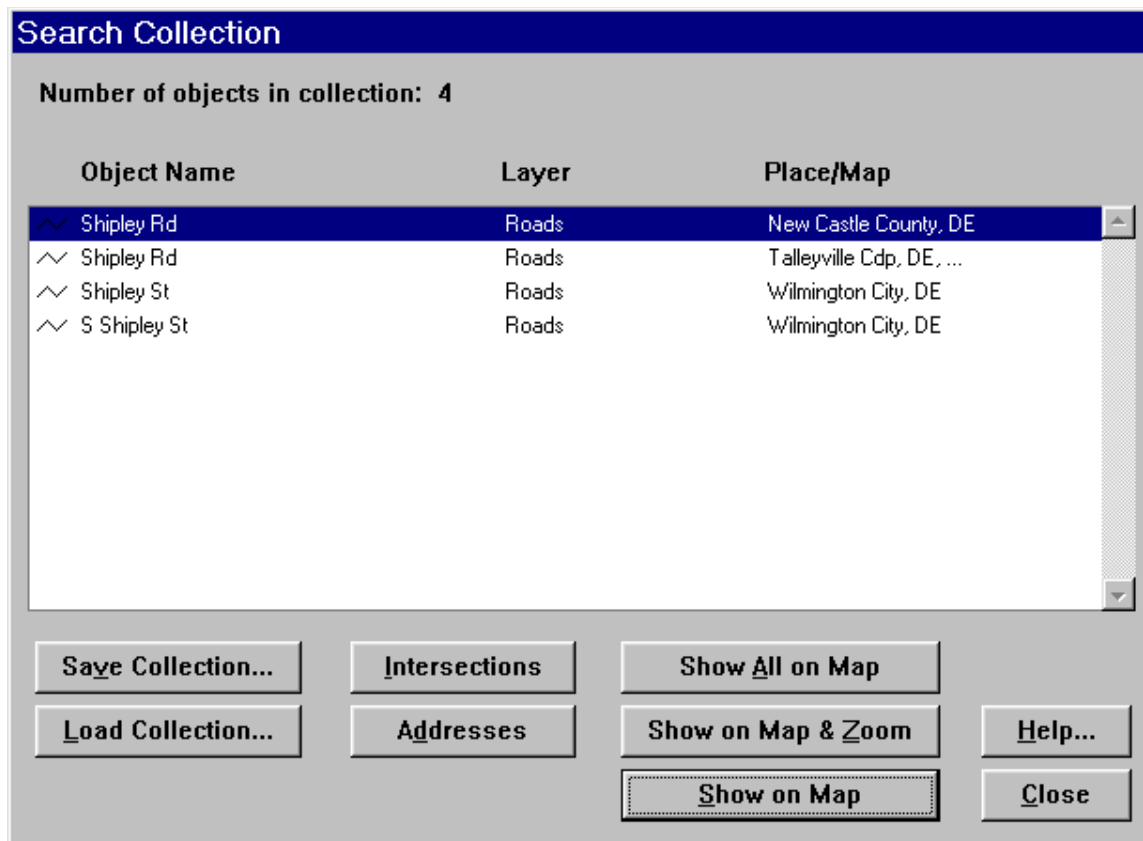 Search Collection
Number of objects in collection: 4
Object Name Layer Place/Map
Shipley Rd Roads New Castle County, DE
Shipley Rd Roads Talleyville Cdp, DE, ...
Shipley St Roads Wilmington City, DE
S Shipley St Roads Wilmington City, DE
Save Collection... Intersections Show All on Map
Load Collection... Addresses Show on Map & Zoom Help...
Show on Map Close